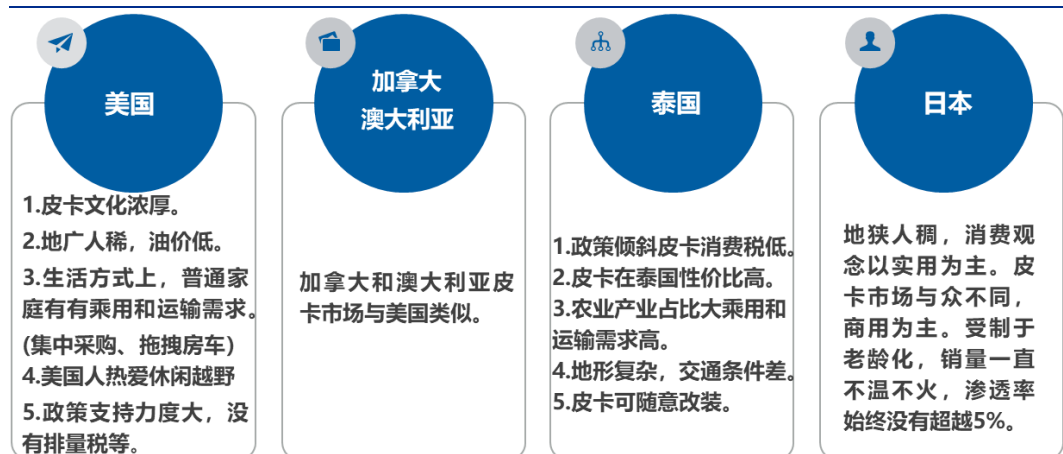 美国
1.皮卡文化浓厚。
2.地广人稀，油价低。
3.生活方式上，普通家
庭有有乘用和运输需求。
(集中采购、拖拽房车）
4.美国人热爱休闲越野
5.政策支持力度大，没
有排量税等。
加拿大
澳大利亚
加拿大和澳大利亚皮
卡市场与美国类似。
泰国
1.政策倾斜皮卡消费税低。
2.皮卡在泰国性价比高。
3.农业产业占比大乘用和
运输需求高。
4.地形复杂，交通条件差。
5.皮卡可随意改装。
日本
地狭人稠，消费观
念以实用为主。皮
卡市场与众不同，
商用为主。受制于
老龄化，销量一直
不温不火，渗透率
始终没有超越5%。